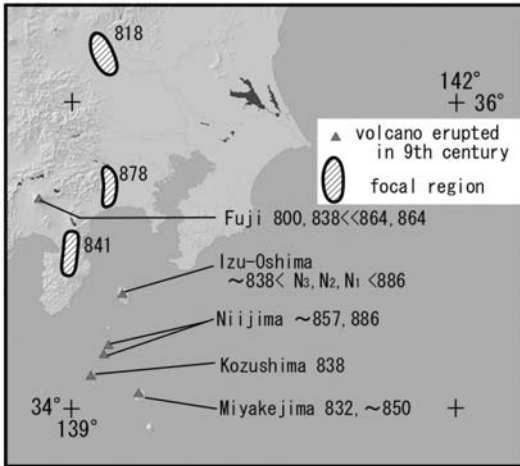 818
142°
36°
volcano erupted
in 9th century
focal region
878
Fuji 800, 838<<864, 864
841
Izu-Oshima
～838< N₃, N₂, N₁ <886
Niijima ～857, 886
Kozushima 838
Miyakejima 832, ～850
34°
139°